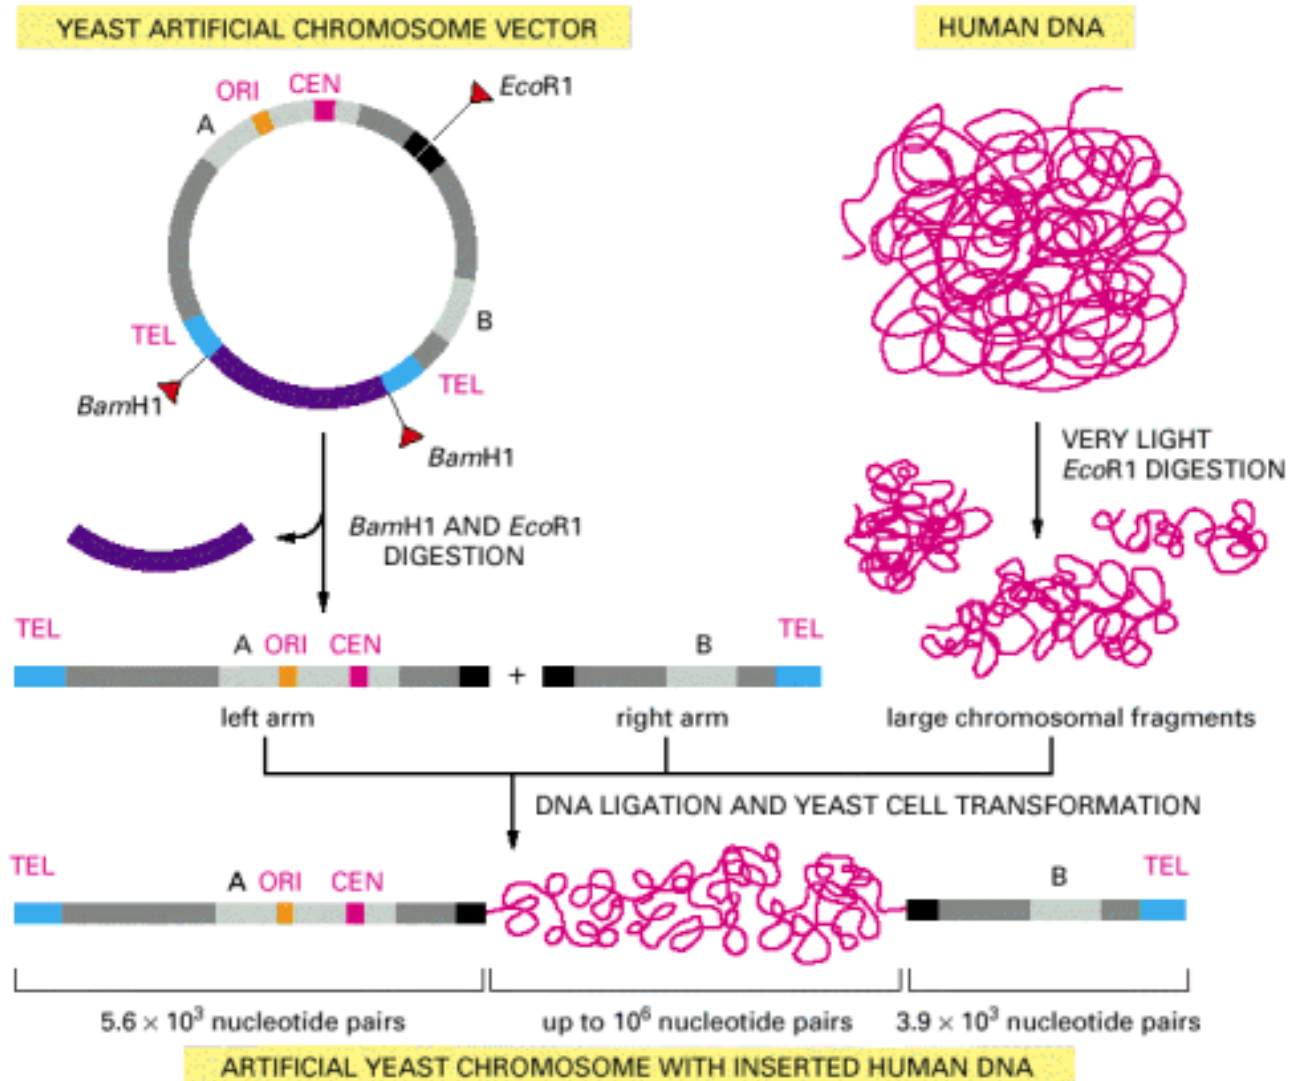 YEAST ARTIFICIAL CHROMOSOME VECTOR
HUMAN DNA
ORI
CEN
EcoR1
A
B
TEL
TEL
BamH1
BamH1
VERY LIGHT
EcoR1 DIGESTION
BamH1 AND EcoR1
DIGESTION
TEL
A
ORI
CEN
B
TEL
+
left arm
right arm
large chromosomal fragments
DNA LIGATION AND YEAST CELL TRANSFORMATION
TEL
A
ORI
CEN
B
TEL
5.6 × 10³ nucleotide pairs
up to 10⁶ nucleotide pairs
3.9 × 10³ nucleotide pairs
ARTIFICIAL YEAST CHROMOSOME WITH INSERTED HUMAN DNA